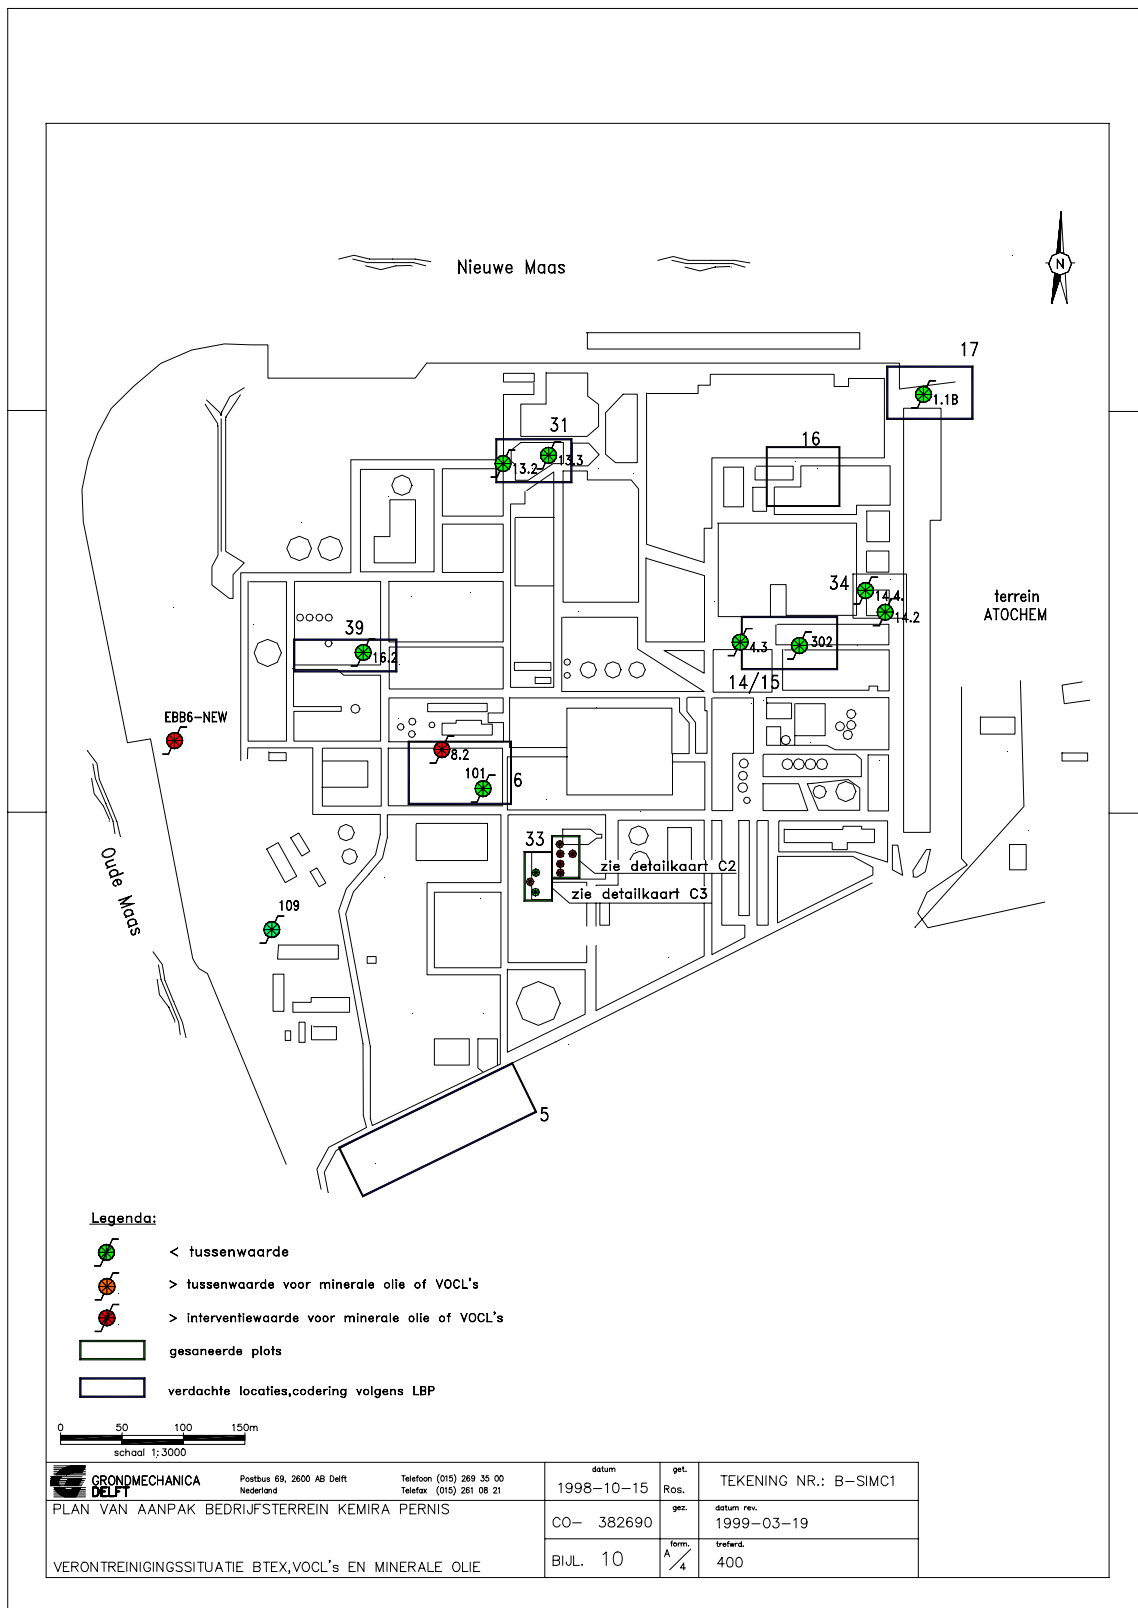 Nieuwe Maas
N
17
1.1B
31
13.2
13.3
16
34
14.4.
14.2
terrein
ATOCHEM
39
16.2
4.3
302
14/15
EBB6-NEW
8.2
101
6
33
zie detailkaart C2
zie detailkaart C3
Oude Maas
109
5
Legenda:
< tussenwaarde
> tussenwaarde voor minerale olie of VOCL's
> interventiewaarde voor minerale olie of VOCL's
gesaneerde plots
verdachte locaties,codering volgens LBP
0 50 100 150m
schaal 1:3000
GRONDMECHANICA
DELFT
Postbus 69, 2600 AB Delft
Nederland
Telefoon (015) 269 35 00
Telefax (015) 261 08 21
datum
1998-10-15
get.
Ros.
TEKENING NR.: B-SIMC1
PLAN VAN AANPAK BEDRIJFSTERREIN KEMIRA PERNIS
CO- 382690
gez.
datum rev.
1999-03-19
VERONTREINIGINGSSITUATIE BTEX,VOCL's EN MINERALE OLIE
BIJL. 10
form.
A/4
trefwrd.
400